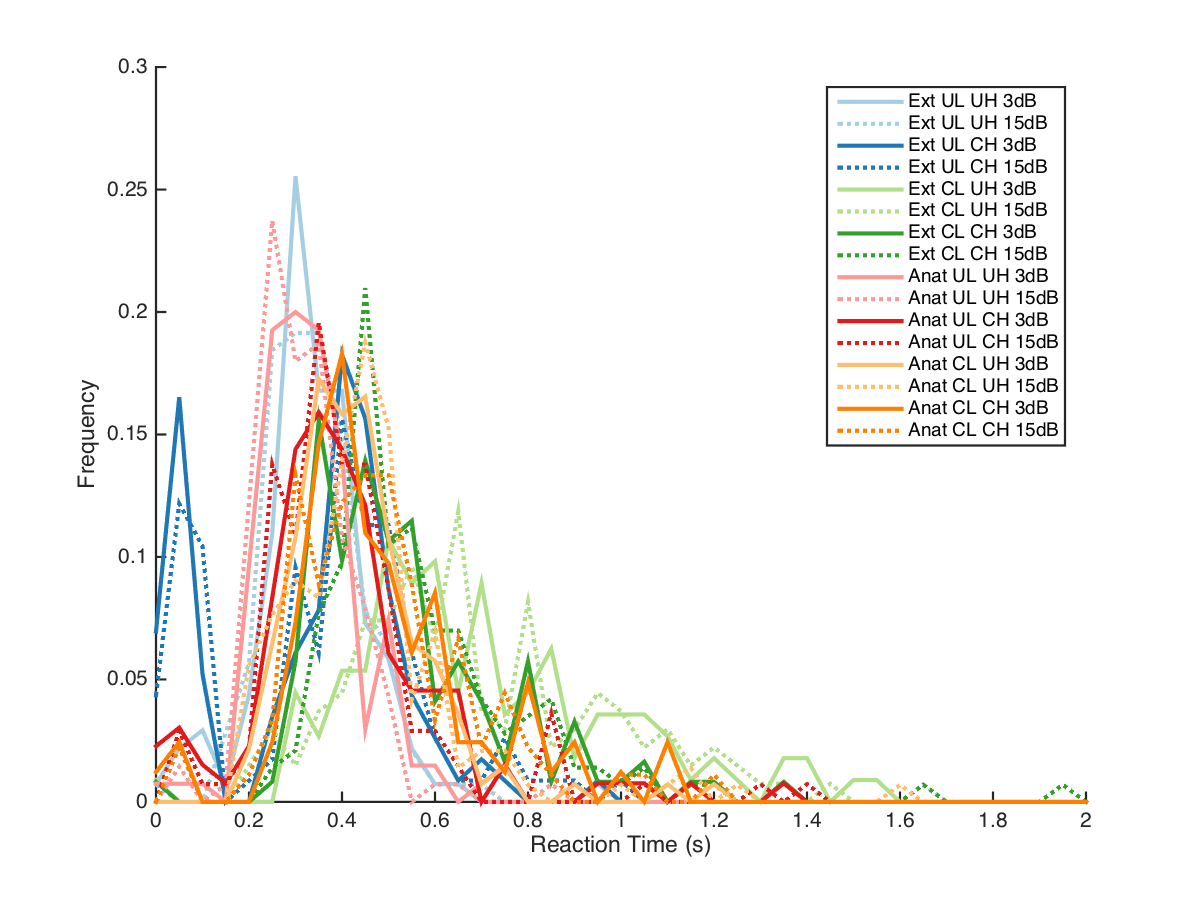 0.3
0.25
0.2
0.15
0.1
0.05
0
Frequency
Ext UL UH 3dB
Ext UL UH 15dB
Ext UL CH 3dB
Ext UL CH 15dB
Ext CL UH 3dB
Ext CL UH 15dB
Ext CL CH 3dB
Ext CL CH 15dB
Anat UL UH 3dB
Anat UL UH 15dB
Anat UL CH 3dB
Anat UL CH 15dB
Anat CL UH 3dB
Anat CL UH 15dB
Anat CL CH 3dB
Anat CL CH 15dB
0 0.2 0.4 0.6 0.8 1 1.2 1.4 1.6 1.8 2
Reaction Time (s)